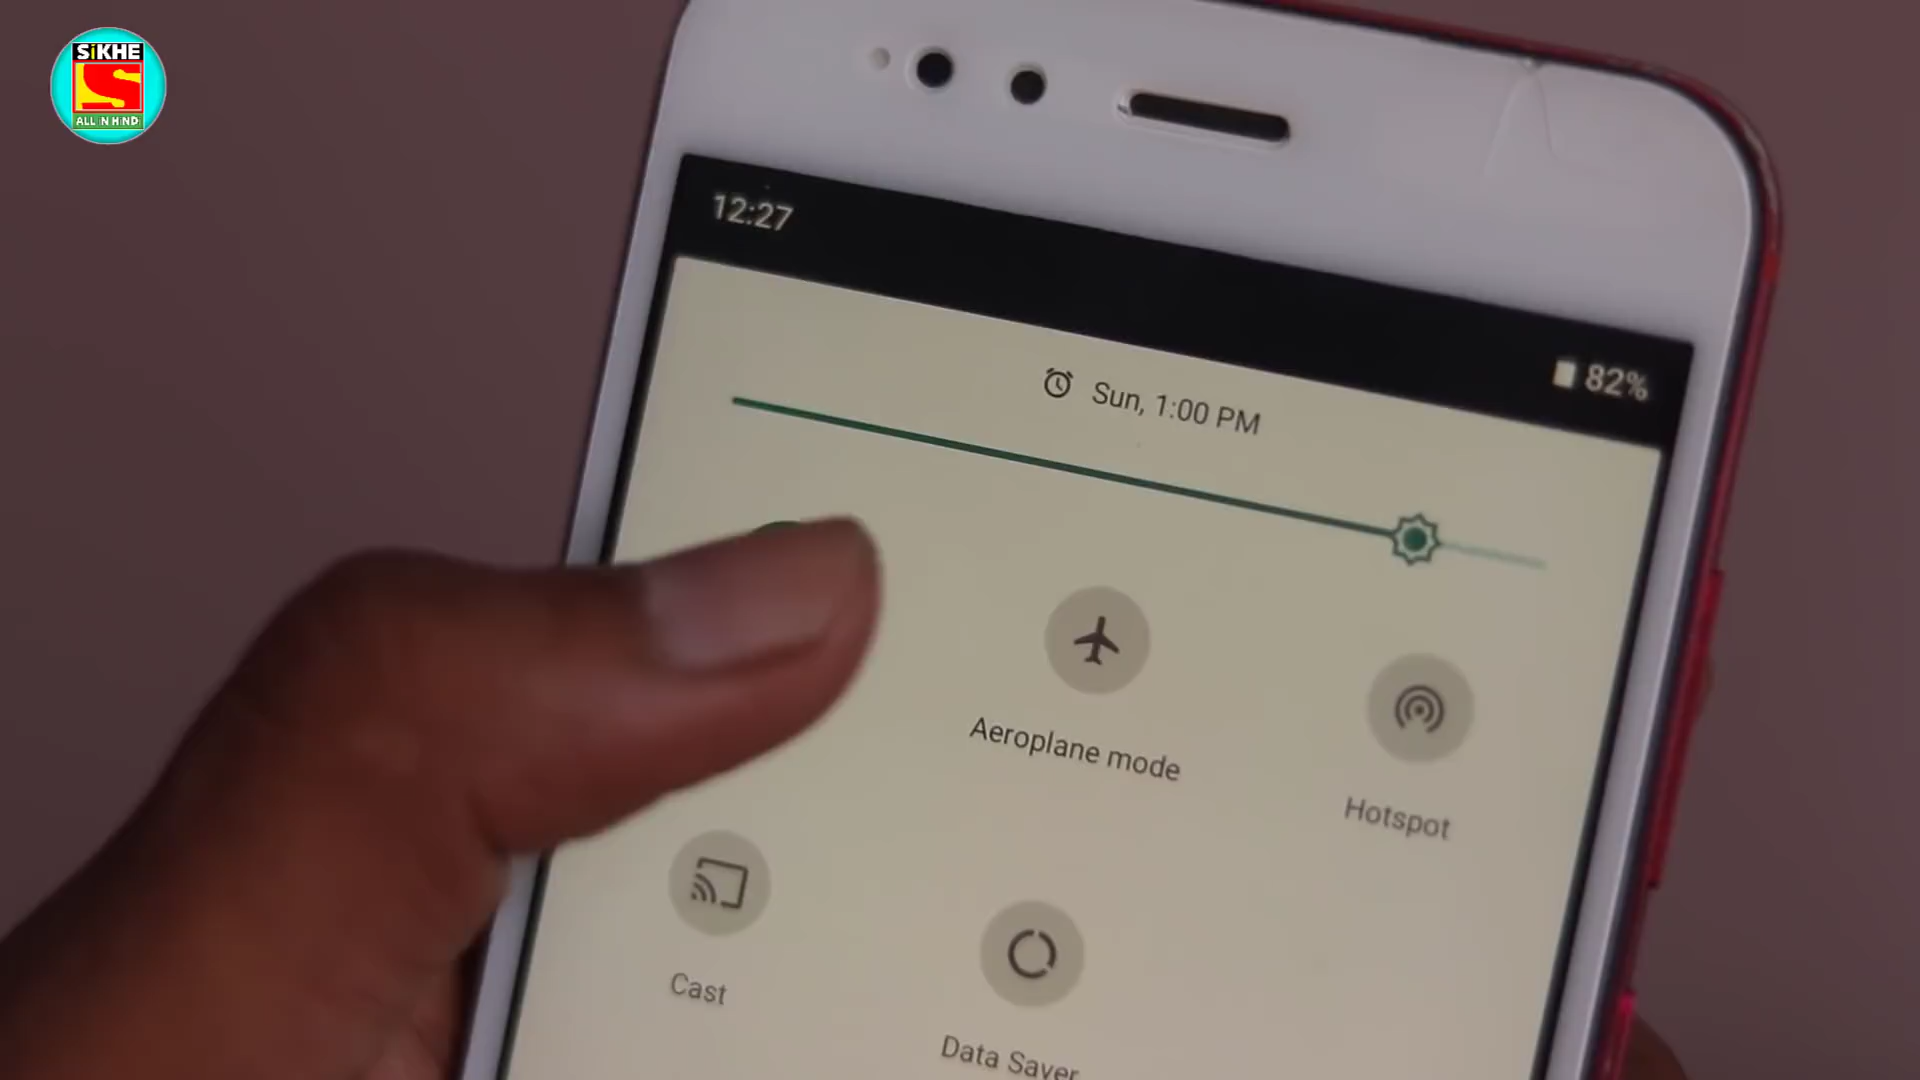 SiKHE
ALL IN HINDI
12:27
82%
Sun, 1:00 PM
Aeroplane mode
Hotspot
Cast
Data Saver